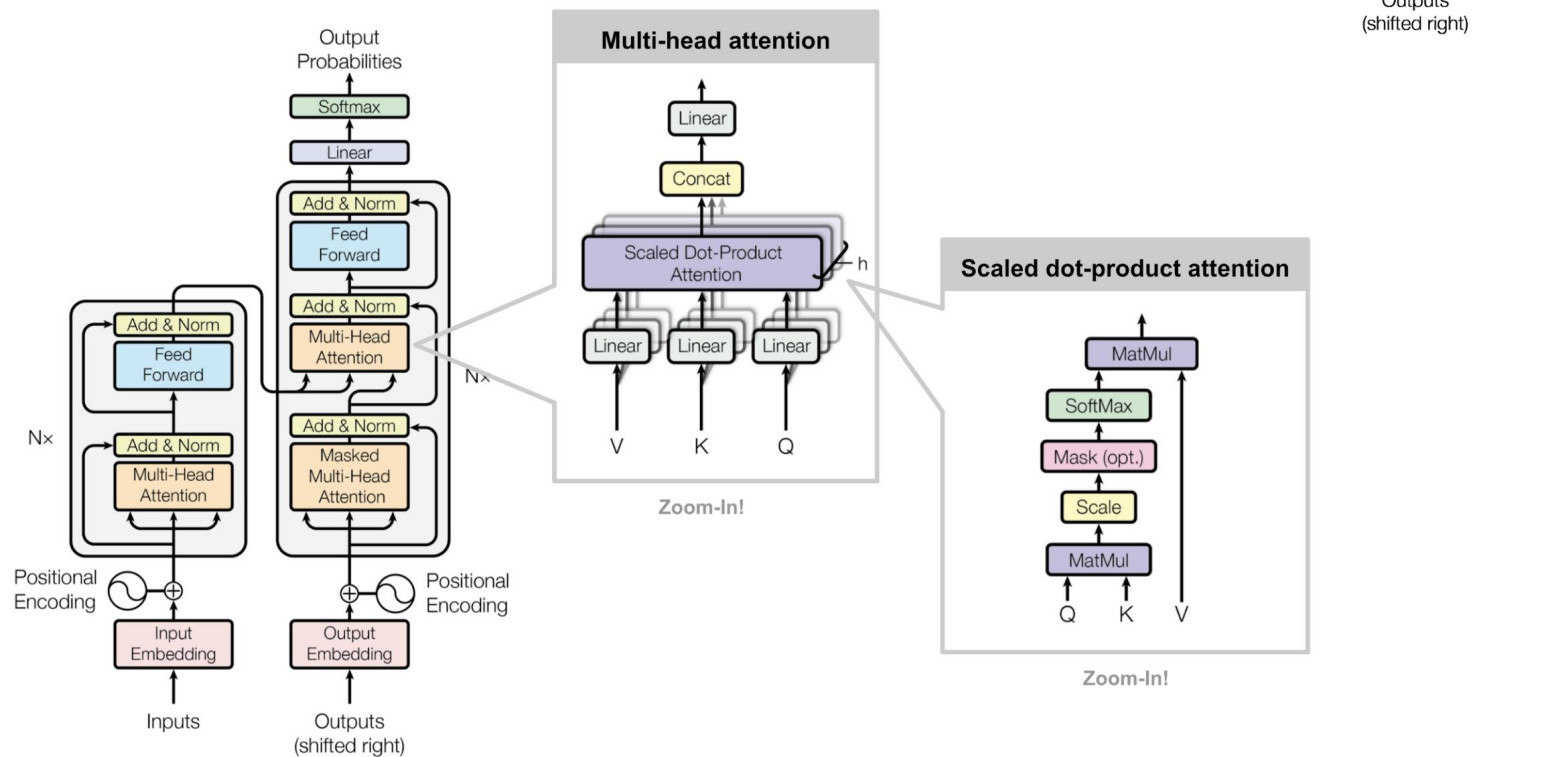 Outputs
(shifted right)
Output
Probabilities
Softmax
Linear
Add & Norm
Feed
Forward
Add & Norm
Multi-Head
Attention
Add & Norm
Masked
Multi-Head
Attention
Nx
Positional
Encoding
Output
Embedding
Outputs
(shifted right)
Add & Norm
Feed
Forward
Add & Norm
Multi-Head
Attention
N×
Positional
Encoding
Input
Embedding
Inputs
Multi-head attention
Linear
Concat
Scaled Dot-Product
Attention
h
Linear
Linear
Linear
V
K
Q
Zoom-In!
Scaled dot-product attention
MatMul
SoftMax
Mask (opt.)
Scale
MatMul
Q
K
V
Zoom-In!